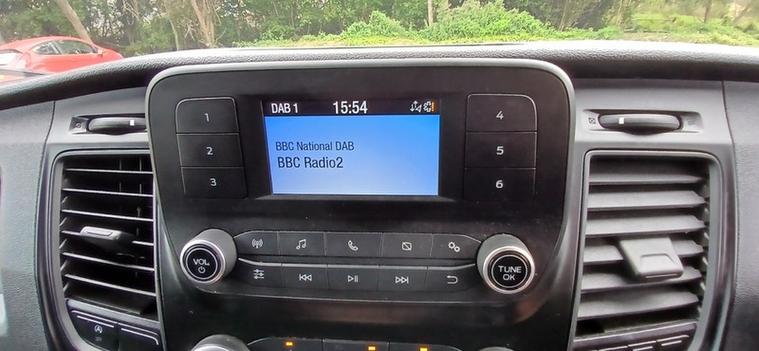 DAB 1 15:54
BBC National DAB
BBC Radio2
1
2
3
4
5
6
VOL
TUNE
OK